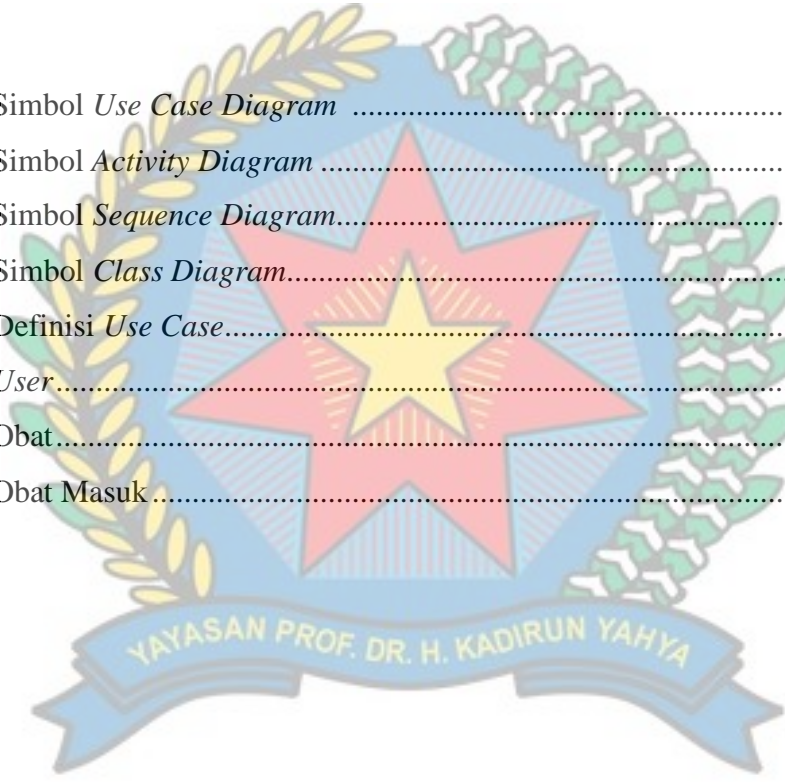 Simbol Use Case Diagram ................................................................
Simbol Activity Diagram ................................................................
Simbol Sequence Diagram................................................................
Simbol Class Diagram................................................................
Definisi Use Case................................................................
User................................................................
Obat................................................................
Obat Masuk................................................................
YAYASAN PROF. DR. H. KADIRUN YAHYA